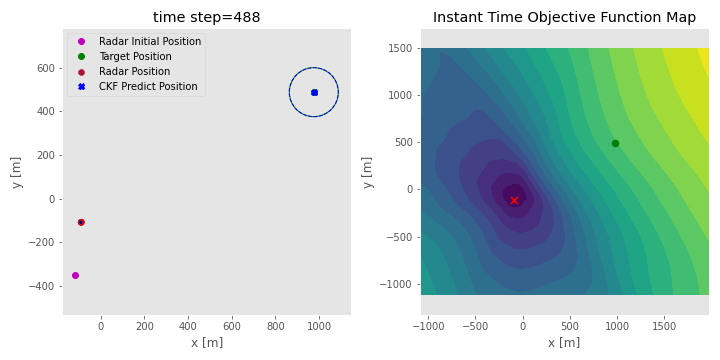 time step=488
Radar Initial Position
Target Position
Radar Position
CKF Predict Position
600
400
200
0
−200
−400
y [m]
0
200
400
600
800
1000
x [m]
Instant Time Objective Function Map
1500
1000
500
0
−500
−1000
y [m]
−1000
−500
0
500
1000
1500
x [m]